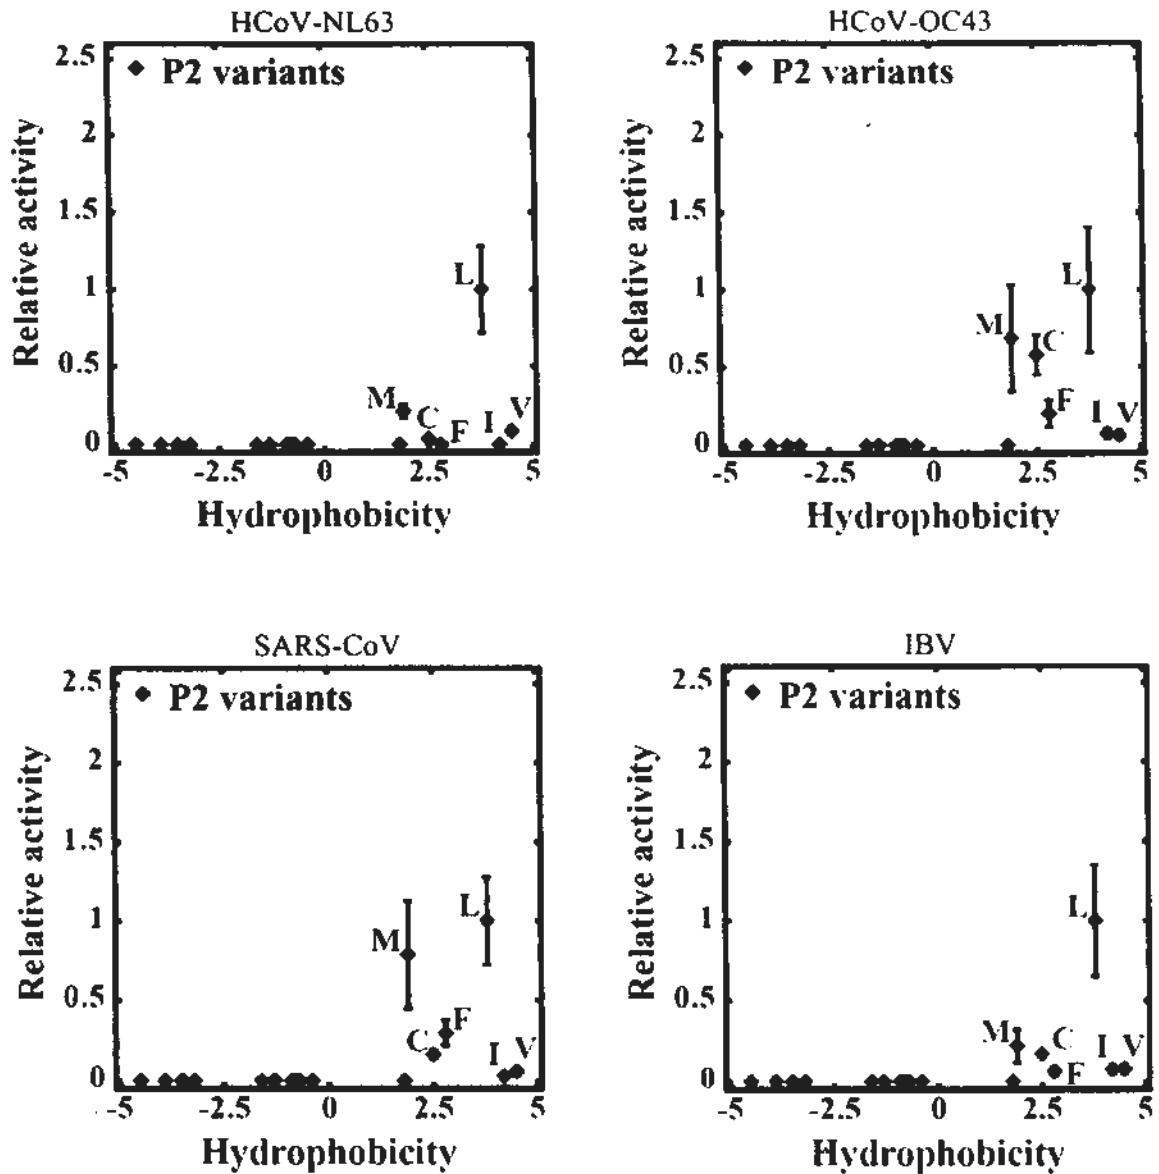 HCoV-NL63
P2 variants
Relative activity
2.5
2
1.5
1
0.5
0
L
M
C
F
I
V
-5
-2.5
0
2.5
5
Hydrophobicity
HCoV-OC43
P2 variants
Relative activity
2.5
2
1.5
1
0.5
0
L
M
C
F
I
V
-5
-2.5
0
2.5
5
Hydrophobicity
SARS-CoV
P2 variants
Relative activity
2.5
2
1.5
1
0.5
0
L
M
C
F
I
V
-5
-2.5
0
2.5
5
Hydrophobicity
IBV
P2 variants
Relative activity
2.5
2
1.5
1
0.5
0
L
M
C
F
I
V
-5
-2.5
0
2.5
5
Hydrophobicity